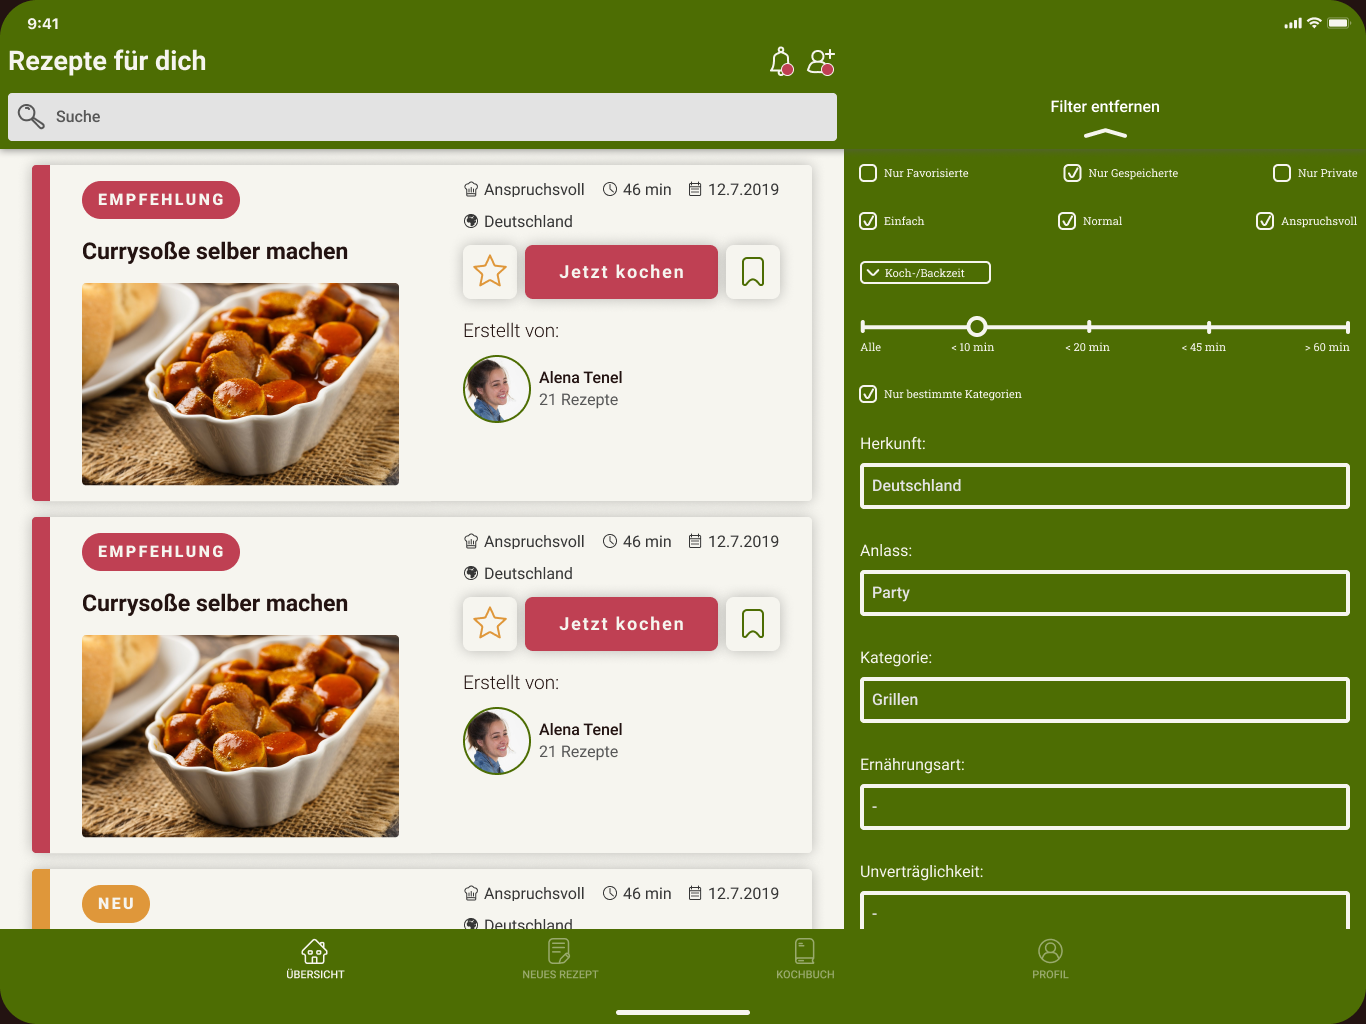 9:41
Rezepte für dich
Suche
EMPFEHLUNG
Currysoße selber machen
Anspruchsvoll 46 min 12.7.2019
Deutschland
Jetzt kochen
Erstellt von:
Alena Tenel
21 Rezepte
EMPFEHLUNG
Currysoße selber machen
Anspruchsvoll 46 min 12.7.2019
Deutschland
Jetzt kochen
Erstellt von:
Alena Tenel
21 Rezepte
NEU
Anspruchsvoll 46 min 12.7.2019
Deutschland
Filter entfernen
Nur Favorisierte Nur Gespeicherte Nur Private
Einfach Normal Anspruchsvoll
Koch-/Backzeit
Alle < 10 min < 20 min < 45 min > 60 min
Nur bestimmte Kategorien
Herkunft:
Deutschland
Anlass:
Party
Kategorie:
Grillen
Ernährungsart:
-
Unverträglichkeit:
-
ÜBERSICHT NEUES REZEPT KOCHBUCH PROFIL